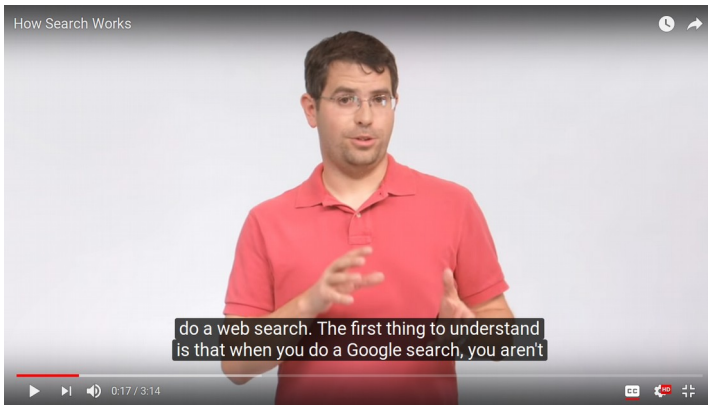 How Search Works
do a web search. The first thing to understand
is that when you do a Google search, you aren't
0:17 / 3:14
CC
HD